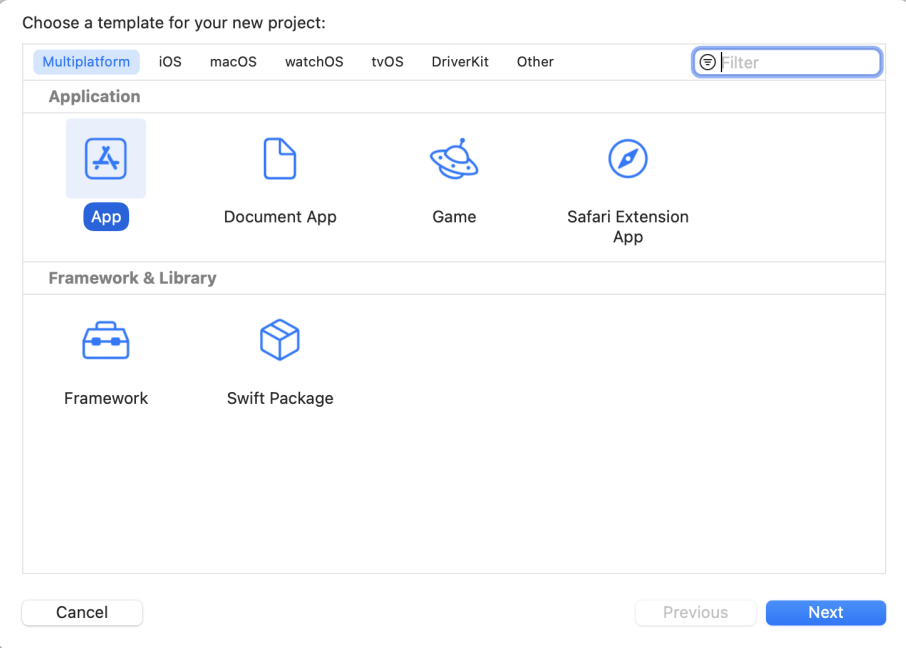 Choose a template for your new project:
Multiplatform iOS macOS watchOS tvOS DriverKit Other Filter
Application
App Document App Game Safari Extension
App
Framework & Library
Framework Swift Package
Cancel Previous Next